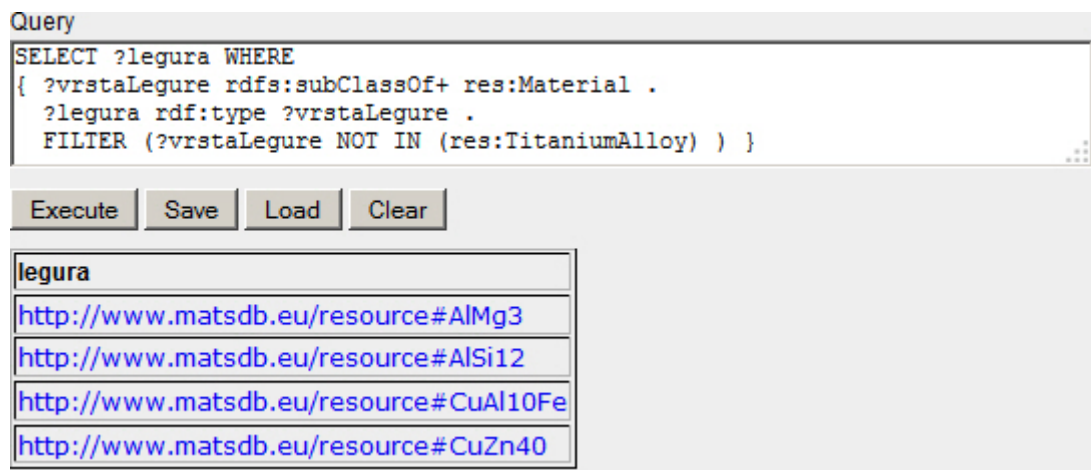 Query
SELECT ?legura WHERE
{ ?vrstaLegure rdfs:subClassOf+ res:Material .
?legura rdf:type ?vrstaLegure .
FILTER (?vrstaLegure NOT IN (res:TitaniumAlloy) ) }
Execute Save Load Clear
legura
http://www.matsdb.eu/resource#AlMg3
http://www.matsdb.eu/resource#AlSi12
http://www.matsdb.eu/resource#CuAl10Fe
http://www.matsdb.eu/resource#CuZn40